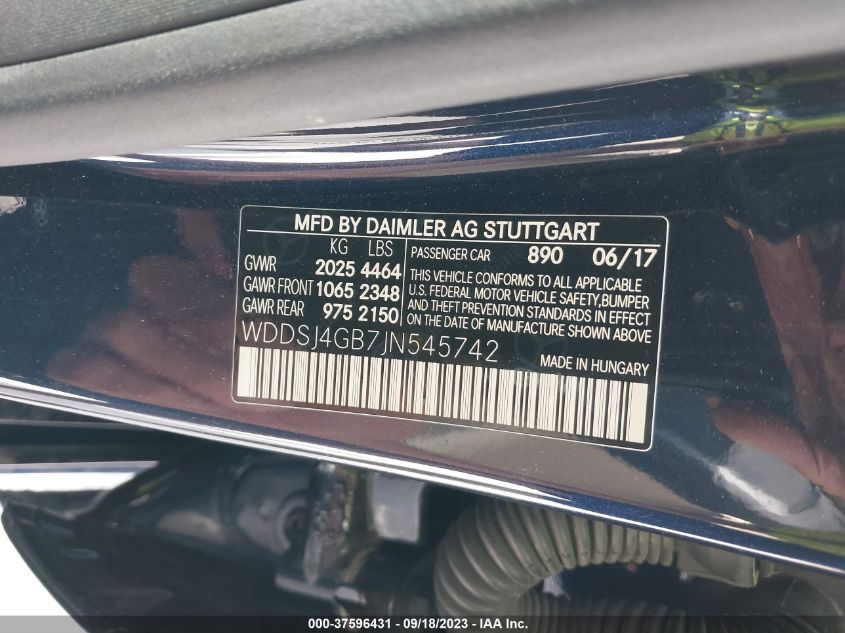 MFD BY DAIMLER AG STUTTGART
KG LBS
GVWR 2025 4464
GAWR FRONT 1065 2348
GAWR REAR 975 2150
PASSENGER CAR 890 06/17
THIS VEHICLE CONFORMS TO ALL APPLICABLE
U.S. FEDERAL MOTOR VEHICLE SAFETY, BUMPER
AND THEFT PREVENTION STANDARDS IN EFFECT
ON THE DATE OF MANUFACTURE SHOWN ABOVE
WDDSJ4GB7JN545742
MADE IN HUNGARY
000-37596431 - 09/18/2023 - IAA Inc.